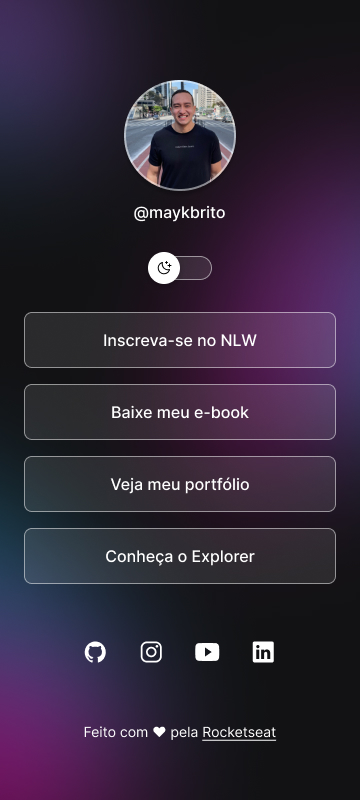 @maykbrito
Inscreva-se no NLW
Baixe meu e-book
Veja meu portfólio
Conheça o Explorer
Feito com ♥ pela Rocketseat